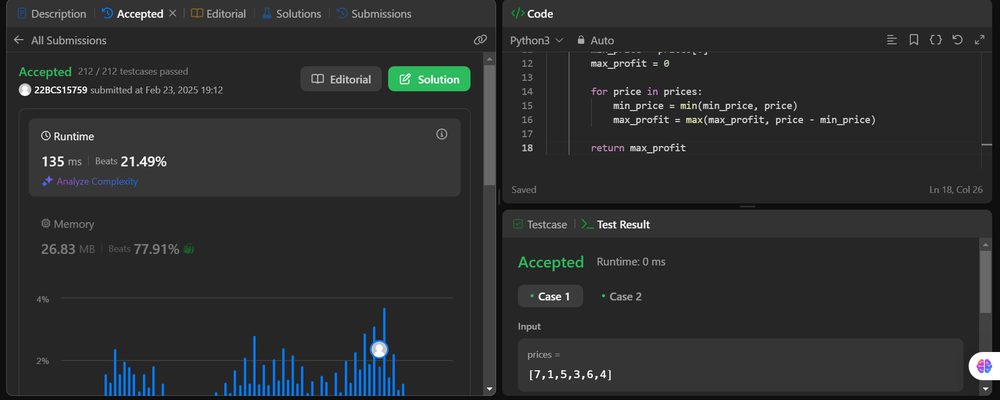 Description
Accepted
Editorial
Solutions
Submissions
All Submissions
Accepted 212 / 212 testcases passed
22BCS15759 submitted at Feb 23, 2025 19:12
Editorial
Solution
Runtime
135 ms Beats 21.49%
Analyze Complexity
Memory
26.83 MB Beats 77.91%
4%
2%
</> Code
Python3 Auto
12 max_profit = 0
13
14 for price in prices:
15 min_price = min(min_price, price)
16 max_profit = max(max_profit, price - min_price)
17
18 return max_profit
Saved
Ln 18, Col 26
Testcase
Test Result
Accepted Runtime: 0 ms
Case 1
Case 2
Input
prices =
[7,1,5,3,6,4]